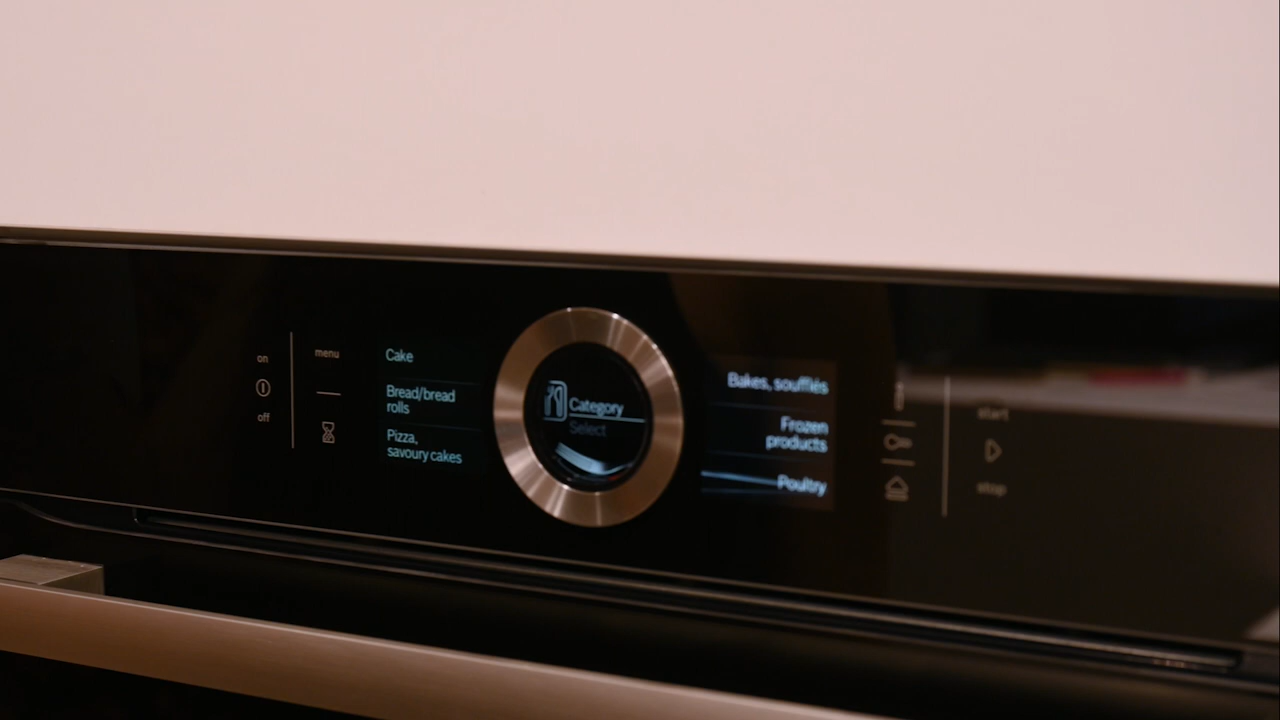 on
off
menu
Cake
Bread/bread
rolls
Pizza,
savoury cakes
Category
Select
Bakes, soufflés
Frozen
products
Poultry
start
stop